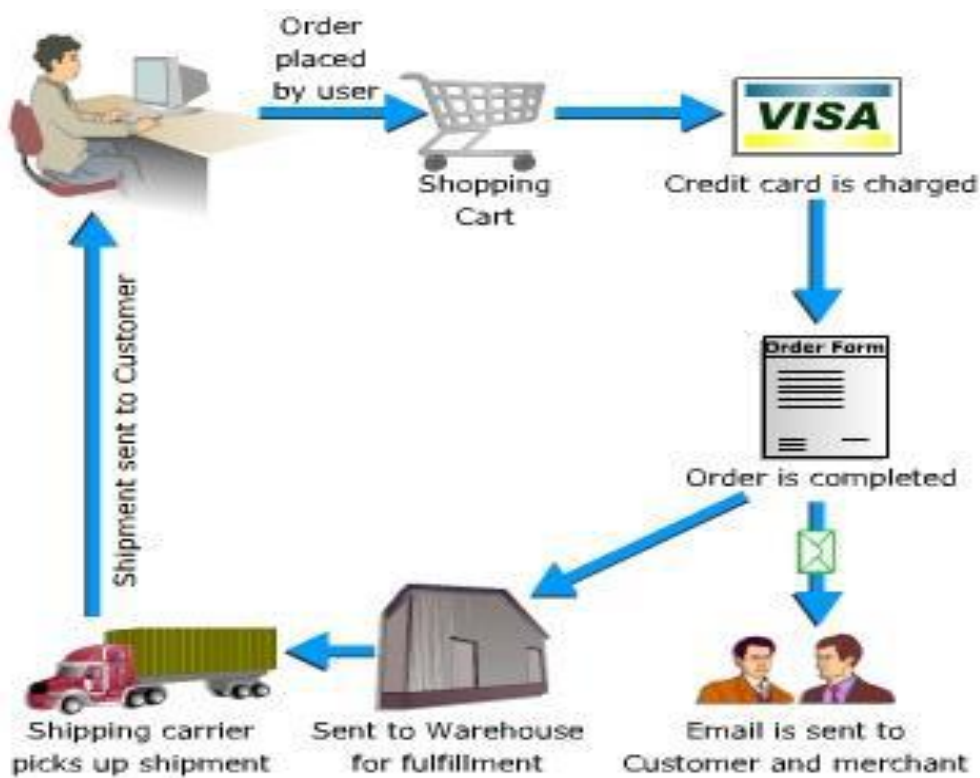 Order
placed
by user
Shopping
Cart
VISA
Credit card is charged
Order Form
Order is completed
Email is sent to
Customer and merchant
Sent to Warehouse
for fulfillment
Shipping carrier
picks up shipment
Shipment sent to Customer